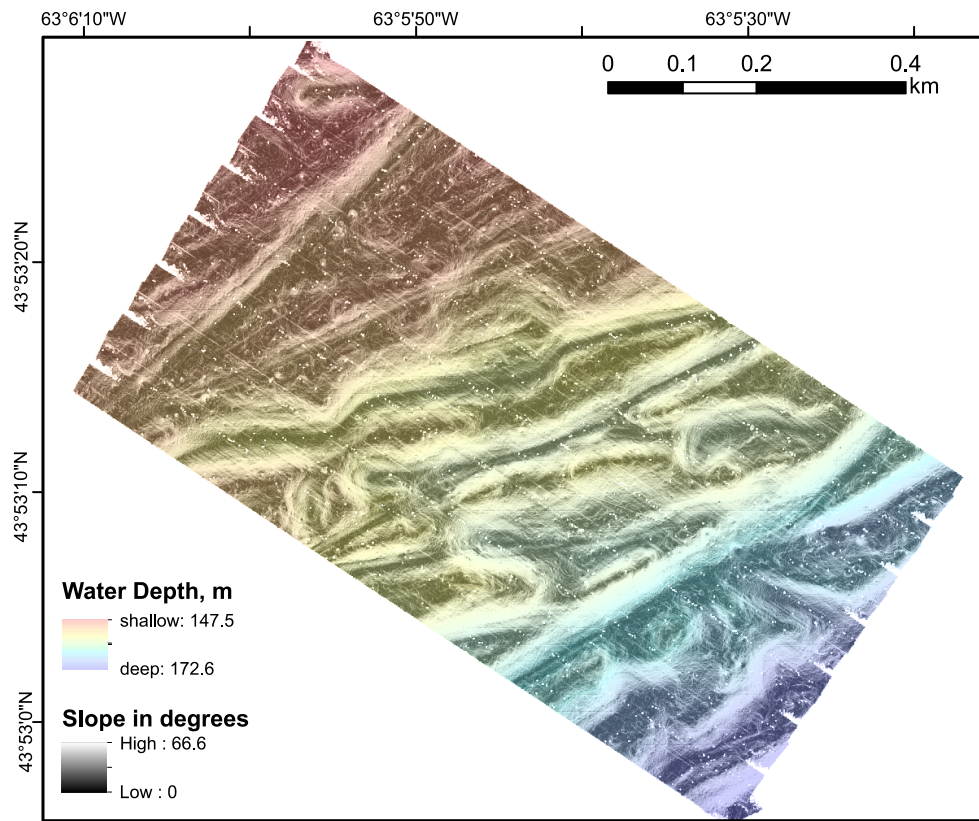 63°6'10"W 63°5'50"W 63°5'30"W
0 0.1 0.2 0.4
km
43°53'20"N
43°53'10"N
43°53'0"N
Water Depth, m
shallow: 147.5
deep: 172.6
Slope in degrees
High : 66.6
Low : 0